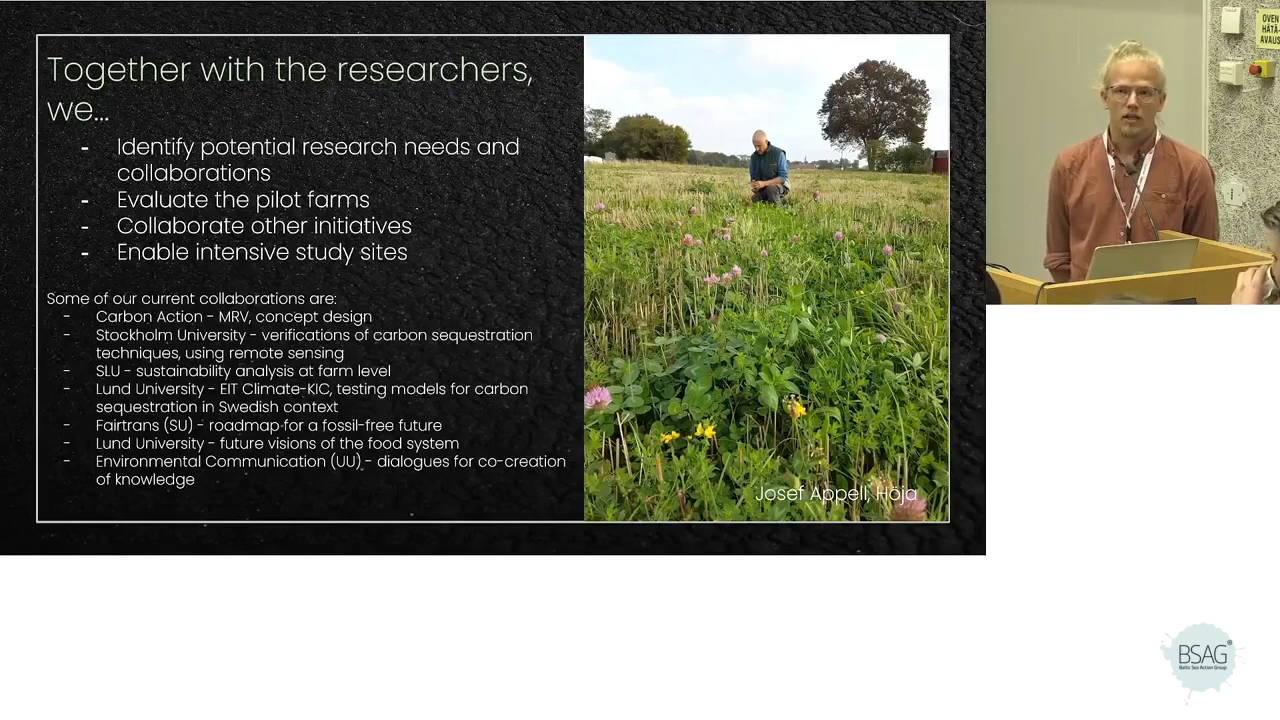 Together with the researchers,
we...
- Identify potential research needs and
collaborations
- Evaluate the pilot farms
- Collaborate other initiatives
- Enable intensive study sites
Some of our current collaborations are:
- Carbon Action - MRV, concept design
- Stockholm University - verifications of carbon sequestration
techniques, using remote sensing
- SLU - sustainability analysis at farm level
- Lund University - EIT Climate-KIC, testing models for carbon
sequestration in Swedish context
- Fairtrans (SU) - roadmap for a fossil-free future
- Lund University - future visions of the food system
- Environmental Communication (UU) - dialogues for co-creation
of knowledge
Josef Appell, Höja
OVEN
HÄTÄ-
AVAUS
BSAG®
Baltic Sea Action Group